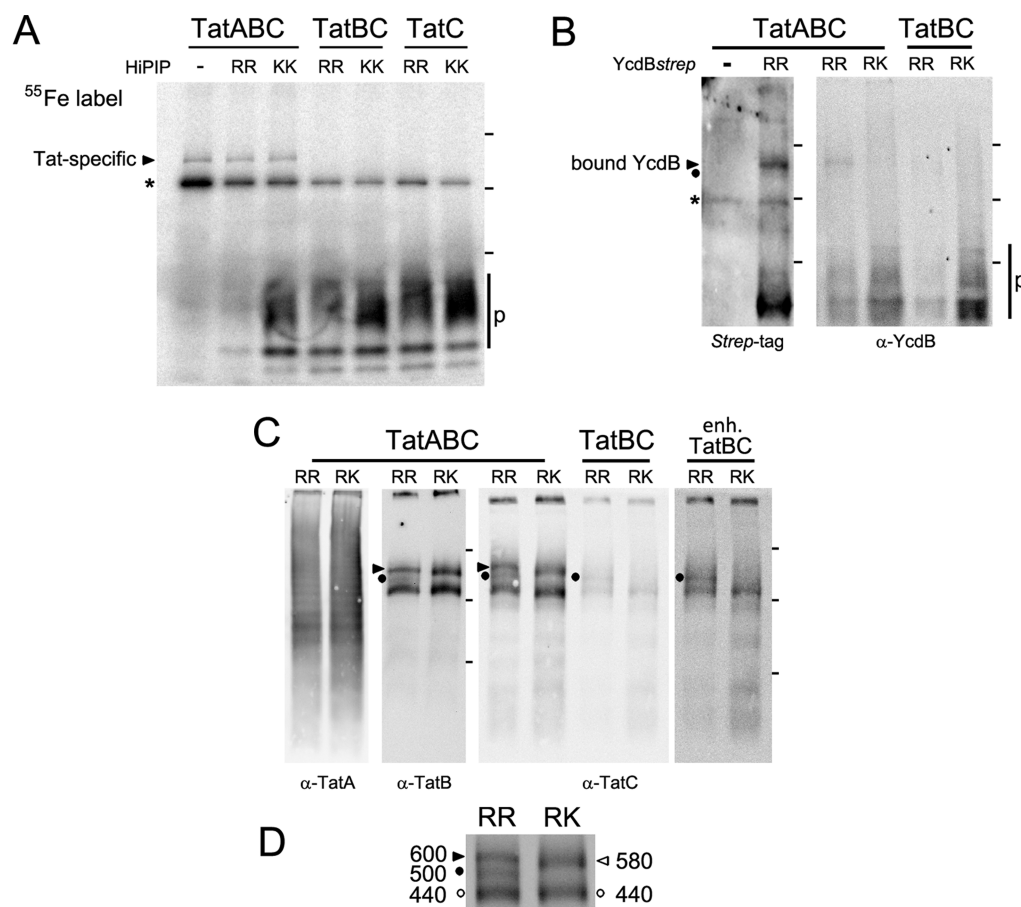 A
TatABC TatBC TatC
HiPIP - RR KK RR KK RR KK
55Fe label
Tat-specific
*
p
B
TatABC TatBC
YcdBstrep - RR RR RK RR RK
bound YcdB
*
p
Strep-tag α-YcdB
C
TatABC TatBC enh. TatBC
RR RK RR RK RR RK RR RK RR RK
α-TatA α-TatB α-TatC
D
RR RK
600 580
500
440 440